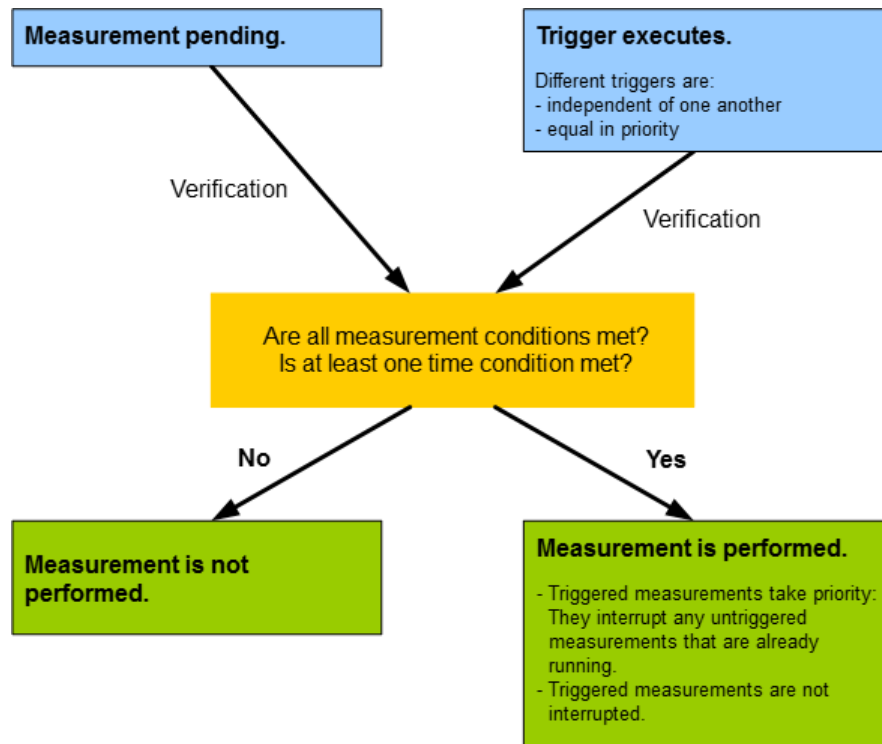 Measurement pending.
Trigger executes.
Different triggers are:
- independent of one another
- equal in priority
Verification
Verification
Are all measurement conditions met?
Is at least one time condition met?
No
Yes
Measurement is not
performed.
Measurement is performed.
- Triggered measurements take priority:
They interrupt any untriggered
measurements that are already
running.
- Triggered measurements are not
interrupted.